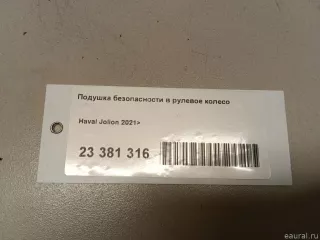 Подушка безопасности в рулевое колесо
Haval Jolion 2021>
23 381 316
eaural.ru